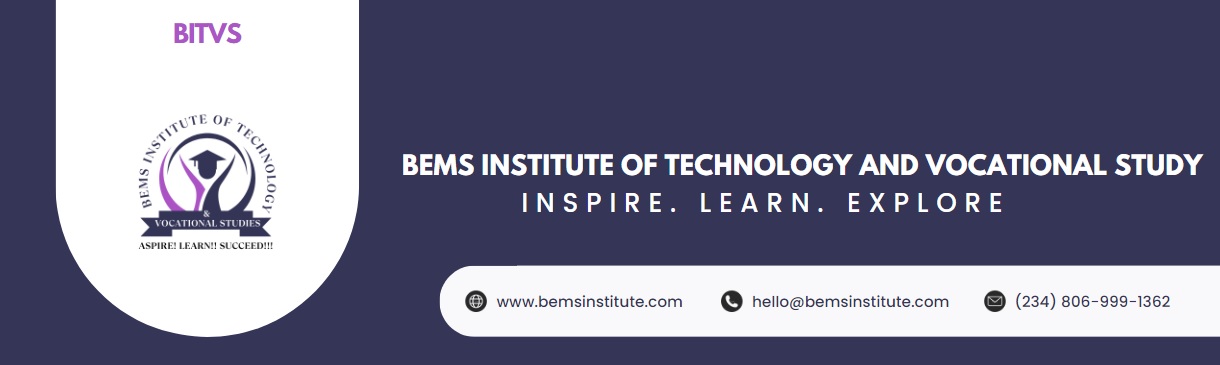 BITVS
BEMS INSTITUTE OF TECHNOLOGY
&
VOCATIONAL STUDIES
ASPIRE! LEARN!! SUCCEED!!!
BEMS INSTITUTE OF TECHNOLOGY AND VOCATIONAL STUDY
INSPIRE. LEARN. EXPLORE
www.bemsinstitute.com hello@bemsinstitute.com (234) 806-999-1362